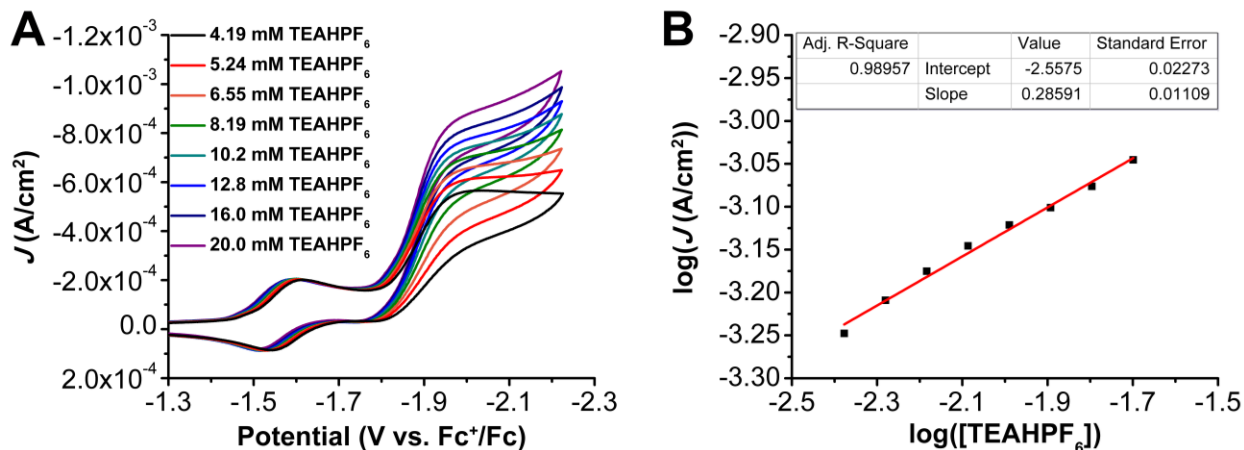 A
-1.2x10⁻³
-1.0x10⁻³
-8.0x10⁻⁴
-6.0x10⁻⁴
-4.0x10⁻⁴
-2.0x10⁻⁴
0.0
2.0x10⁻⁴
J (A/cm²)
4.19 mM TEAHPF₆
5.24 mM TEAHPF₆
6.55 mM TEAHPF₆
8.19 mM TEAHPF₆
10.2 mM TEAHPF₆
12.8 mM TEAHPF₆
16.0 mM TEAHPF₆
20.0 mM TEAHPF₆
-1.3 -1.5 -1.7 -1.9 -2.1 -2.3
Potential (V vs. Fc⁺/Fc)
B
-2.90
-2.95
-3.00
-3.05
-3.10
-3.15
-3.20
-3.25
-3.30
log(J (A/cm²))
Adj. R-Square Value Standard Error
0.98957 Intercept -2.5575 0.02273
Slope 0.28591 0.01109
-2.5 -2.3 -2.1 -1.9 -1.7 -1.5
log([TEAHPF₆])